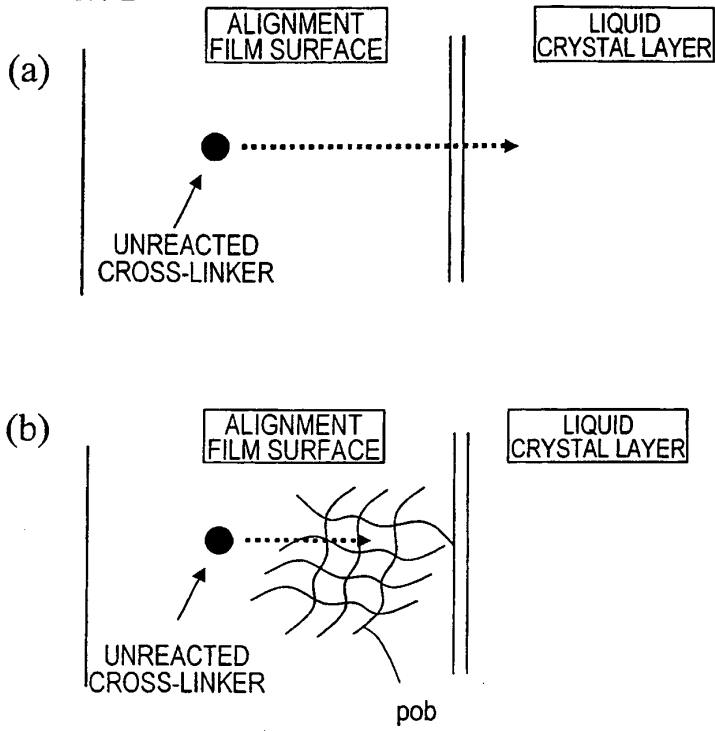 (a)
ALIGNMENT
FILM SURFACE
LIQUID
CRYSTAL LAYER
UNREACTED
CROSS-LINKER
(b)
ALIGNMENT
FILM SURFACE
LIQUID
CRYSTAL LAYER
UNREACTED
CROSS-LINKER
pob